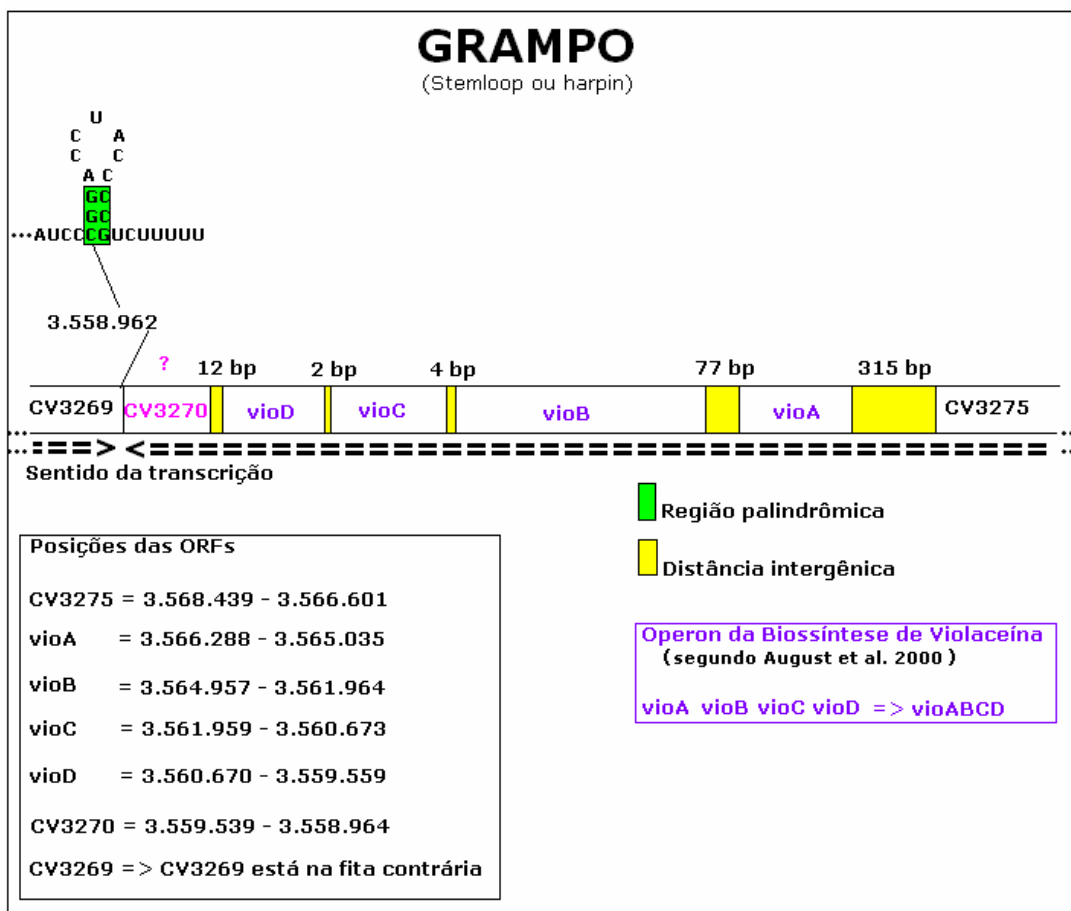 GRAMPO
(Stemloop ou harpin)
U
C A
C C
A C
GC
GC
...AUCCCGUCUUUUU
3.558.962
? 12 bp 2 bp 4 bp 77 bp 315 bp
CV3269 CV3270 vioD vioC vioB vioA CV3275
Sentido da transcrição
Região palindrômica
Distância intergênica
Posições das ORFs
CV3275 = 3.568.439 - 3.566.601
vioA = 3.566.288 - 3.565.035
vioB = 3.564.957 - 3.561.964
vioC = 3.561.959 - 3.560.673
vioD = 3.560.670 - 3.559.559
CV3270 = 3.559.539 - 3.558.964
CV3269 => CV3269 está na fita contrária
Operon da Biossíntese de Violaceína
(segundo August et al. 2000 )
vioA vioB vioC vioD => vioABCD